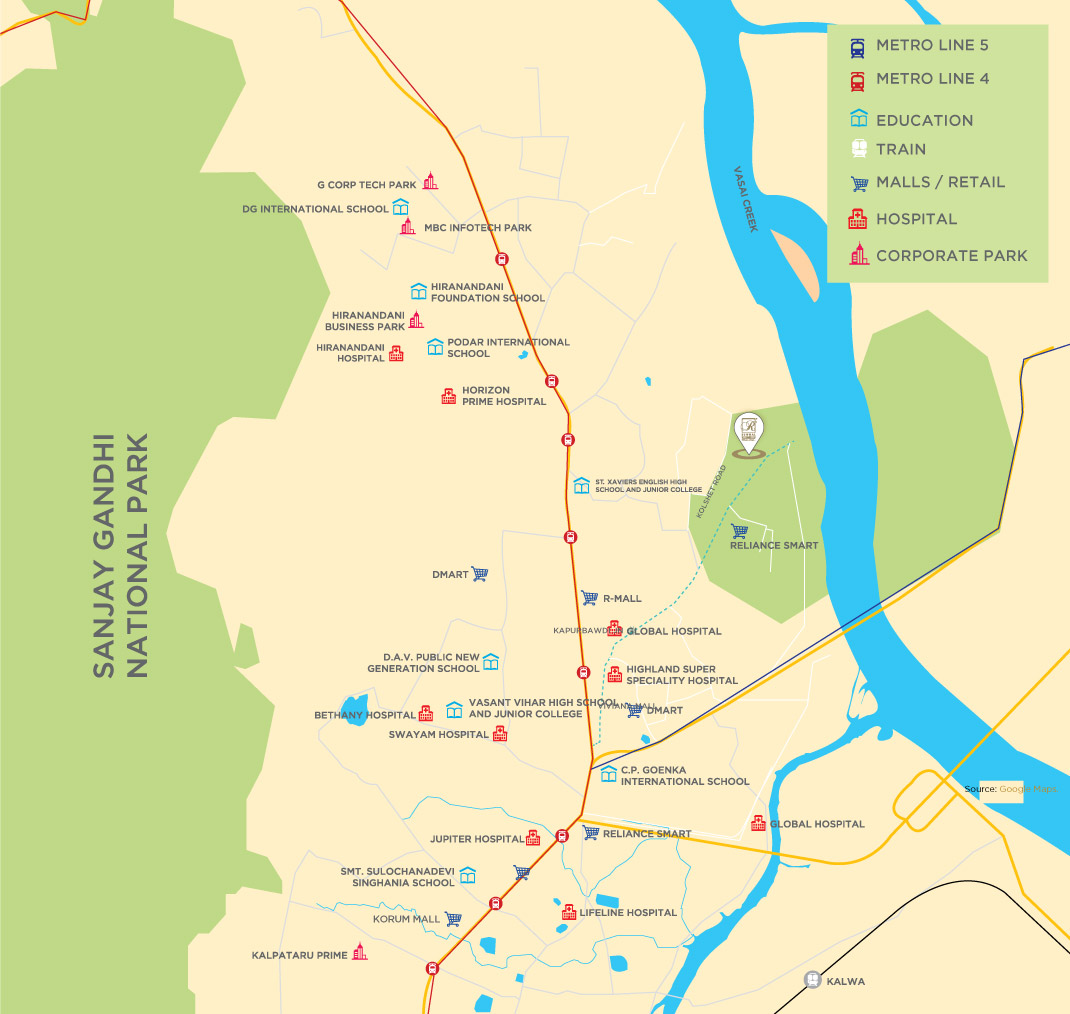 METRO LINE 5
METRO LINE 4
EDUCATION
TRAIN
MALLS / RETAIL
HOSPITAL
CORPORATE PARK
VASAI CREEK
G CORP TECH PARK
DG INTERNATIONAL SCHOOL
MBC INFOTECH PARK
HIRANANDANI
FOUNDATION SCHOOL
HIRANANDANI
BUSINESS PARK
PODAR INTERNATIONAL
SCHOOL
HIRANANDANI
HOSPITAL
HORIZON
PRIME HOSPITAL
SANJAY GANDHI
NATIONAL PARK
KOLSHET ROAD
ST. XAVIERS ENGLISH HIGH
SCHOOL AND JUNIOR COLLEGE
RELIANCE SMART
DMART
R-MALL
GLOBAL HOSPITAL
D.A.V. PUBLIC NEW
GENERATION SCHOOL
HIGHLAND SUPER
SPECIALITY HOSPITAL
VASANT VIHAR HIGH SCHOOL
AND JUNIOR COLLEGE
VIVIANA MALL
DMART
BETHANY HOSPITAL
SWAYAM HOSPITAL
C.P. GOENKA
INTERNATIONAL SCHOOL
Source: Google Maps
GLOBAL HOSPITAL
RELIANCE SMART
JUPITER HOSPITAL
SMT. SULOCHANADEVI
SINGHANIA SCHOOL
KORUM MALL
LIFELINE HOSPITAL
KALPATARU PRIME
KALWA